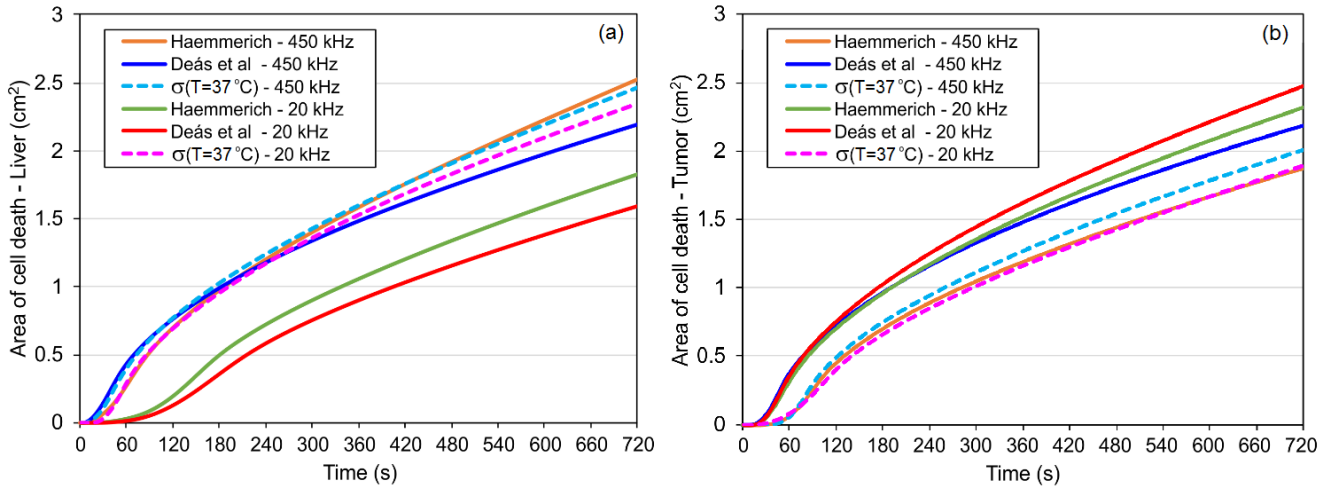 (a)
Haemmerich - 450 kHz
Deás et al - 450 kHz
σ(T=37 °C) - 450 kHz
Haemmerich - 20 kHz
Deás et al - 20 kHz
σ(T=37 °C) - 20 kHz
Area of cell death - Liver (cm²)
3
2.5
2
1.5
1
0.5
0
0 60 120 180 240 300 360 420 480 540 600 660 720
Time (s)
(b)
Haemmerich - 450 kHz
Deás et al - 450 kHz
σ(T=37 °C) - 450 kHz
Haemmerich - 20 kHz
Deás et al - 20 kHz
σ(T=37 °C) - 20 kHz
Area of cell death - Tumor (cm²)
3
2.5
2
1.5
1
0.5
0
0 60 120 180 240 300 360 420 480 540 600 660 720
Time (s)